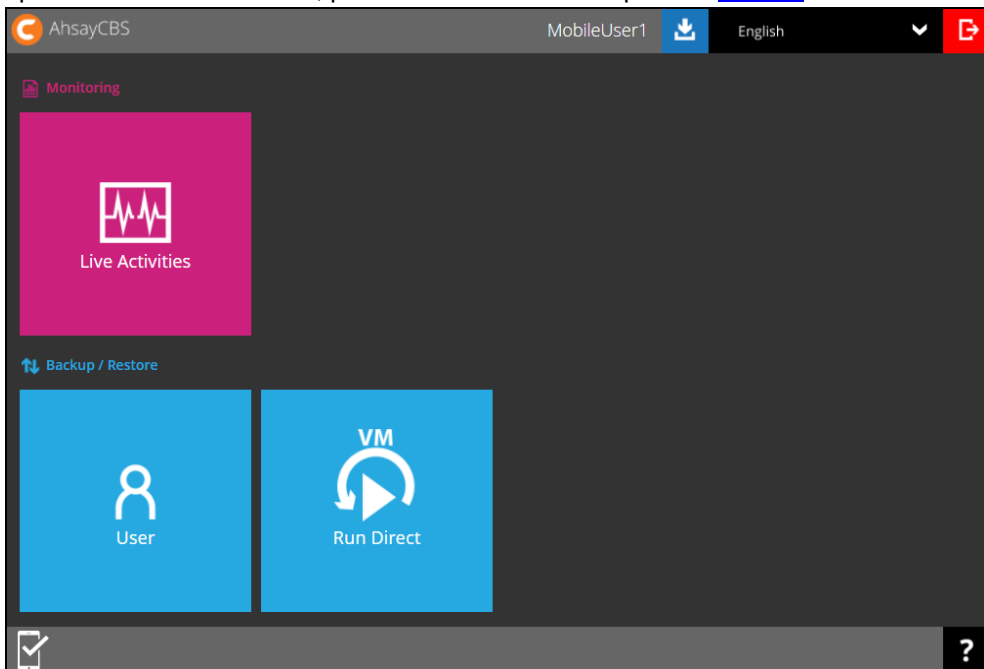 AhsayCBS MobileUser1 English
Monitoring
Live Activities
Backup / Restore
VM
User Run Direct
?